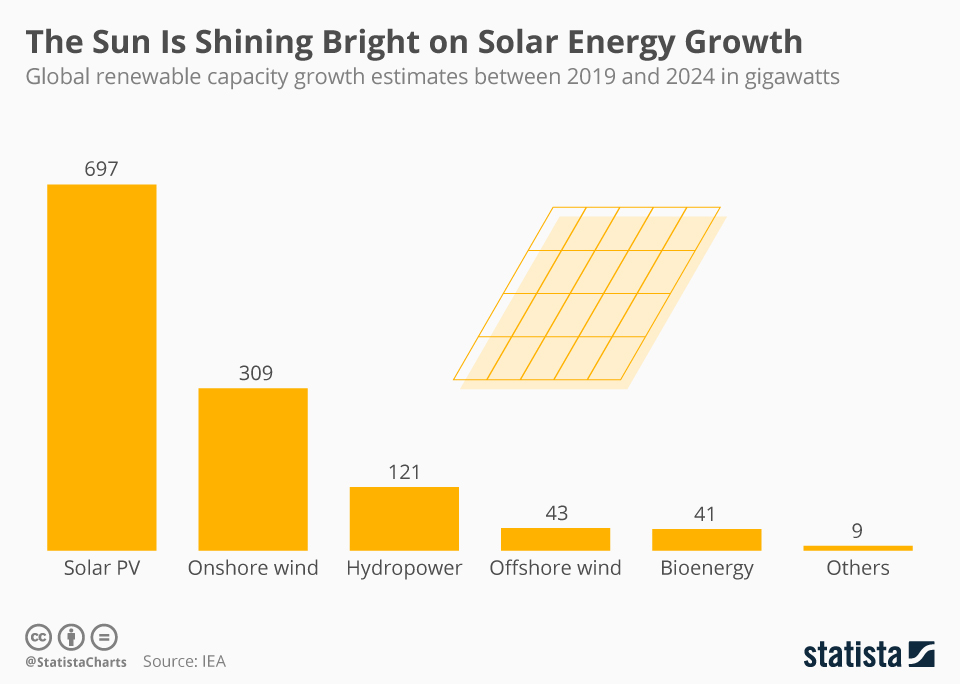 The Sun Is Shining Bright on Solar Energy Growth
Global renewable capacity growth estimates between 2019 and 2024 in gigawatts
697
309
121
43
41
9
Solar PV
Onshore wind
Hydropower
Offshore wind
Bioenergy
Others
cc
=
@StatistaCharts Source: IEA
statista